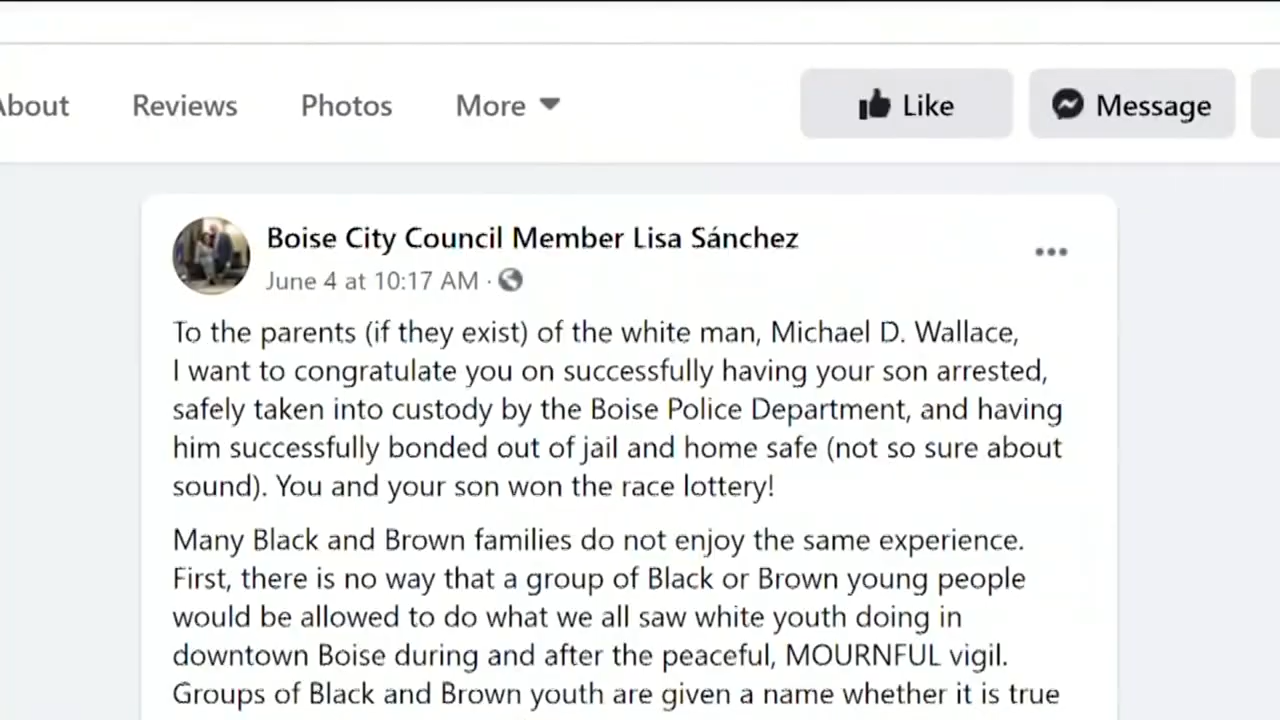 About Reviews Photos More Like Message
Boise City Council Member Lisa Sánchez
June 4 at 10:17 AM ·
To the parents (if they exist) of the white man, Michael D. Wallace,
I want to congratulate you on successfully having your son arrested,
safely taken into custody by the Boise Police Department, and having
him successfully bonded out of jail and home safe (not so sure about
sound). You and your son won the race lottery!
Many Black and Brown families do not enjoy the same experience.
First, there is no way that a group of Black or Brown young people
would be allowed to do what we all saw white youth doing in
downtown Boise during and after the peaceful, MOURNFUL vigil.
Groups of Black and Brown youth are given a name whether it is true